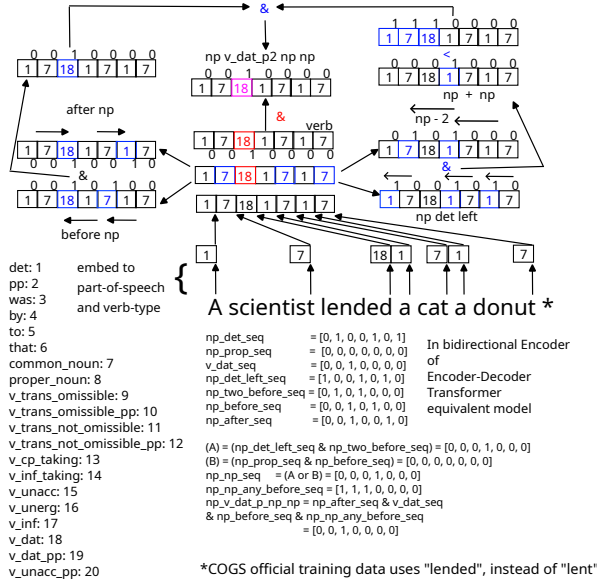 &
0 0 1 0 0 0 0
1 7 18 1 7 1 7
1 1 1 0 0 0 0
1 7 18 1 7 1 7
<
0 0 0 1 0 0 0
1 7 18 1 7 1 7
np + np
np v_dat_p2 np np
0 0 1 0 0 0 0
1 7 18 1 7 1 7
&
verb
1 7 18 1 7 1 7
0 0 1 0 0 0 0
1 7 18 1 7 1 7
1 7 18 1 7 1 7
after np
1 7 18 1 7 1 7
0 0 1 0 0 1 0
&
0 0 1 0 1 0 0
1 7 18 1 7 1 7
before np
np - 2
0 1 0 1 0 0 0
1 7 18 1 7 1 7
&
1 0 0 1 0 1 0
1 7 18 1 7 1 7
np det left
1 7 18 1 7 1 7
{
A scientist lended a cat a donut *
embed to
part-of-speech
and verb-type
det: 1
pp: 2
was: 3
by: 4
to: 5
that: 6
common_noun: 7
proper_noun: 8
v_trans_omissible: 9
v_trans_omissible_pp: 10
v_trans_not_omissible: 11
v_trans_not_omissible_pp: 12
v_cp_taking: 13
v_inf_taking: 14
v_unacc: 15
v_unerg: 16
v_inf: 17
v_dat: 18
v_dat_pp: 19
v_unacc_pp: 20
np_det_seq = [0, 1, 0, 0, 1, 0, 1]
np_prop_seq = [0, 0, 0, 0, 0, 0, 0]
v_dat_seq = [0, 0, 1, 0, 0, 0, 0]
np_det_left_seq = [1, 0, 0, 1, 0, 1, 0]
np_two_before_seq = [0, 1, 0, 1, 0, 0, 0]
np_before_seq = [0, 0, 1, 0, 1, 0, 0]
np_after_seq = [0, 0, 1, 0, 0, 1, 0]
In bidirectional Encoder
of
Encoder-Decoder
Transformer
equivalent model
(A) = (np_det_left_seq & np_two_before_seq) = [0, 0, 0, 1, 0, 0, 0]
(B) = (np_prop_seq & np_before_seq) = [0, 0, 0, 0, 0, 0, 0]
np_np_seq = (A or B) = [0, 0, 0, 1, 0, 0, 0]
np_np_any_before_seq = [1, 1, 1, 0, 0, 0, 0]
np_v_dat_p_np_np = np_after_seq & v_dat_seq
& np_before_seq & np_np_any_before_seq
= [0, 0, 1, 0, 0, 0, 0]
*COGS official training data uses "lended", instead of "lent"